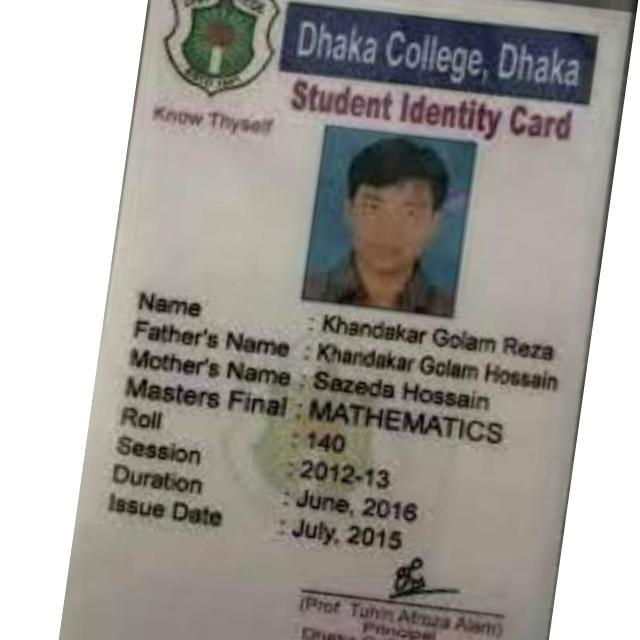 Dhaka College, Dhaka
Student Identity Card
Know Thyself
Name : Khandakar Golam Reza
Father's Name : Khandakar Golam Hossain
Mother's Name : Sazeda Hossain
Masters Final : MATHEMATICS
Roll : 140
Session : 2012-13
Duration : June, 2016
Issue Date : July, 2015
(Prof. Tuhin Afroza Alam)
Principal
Dhaka